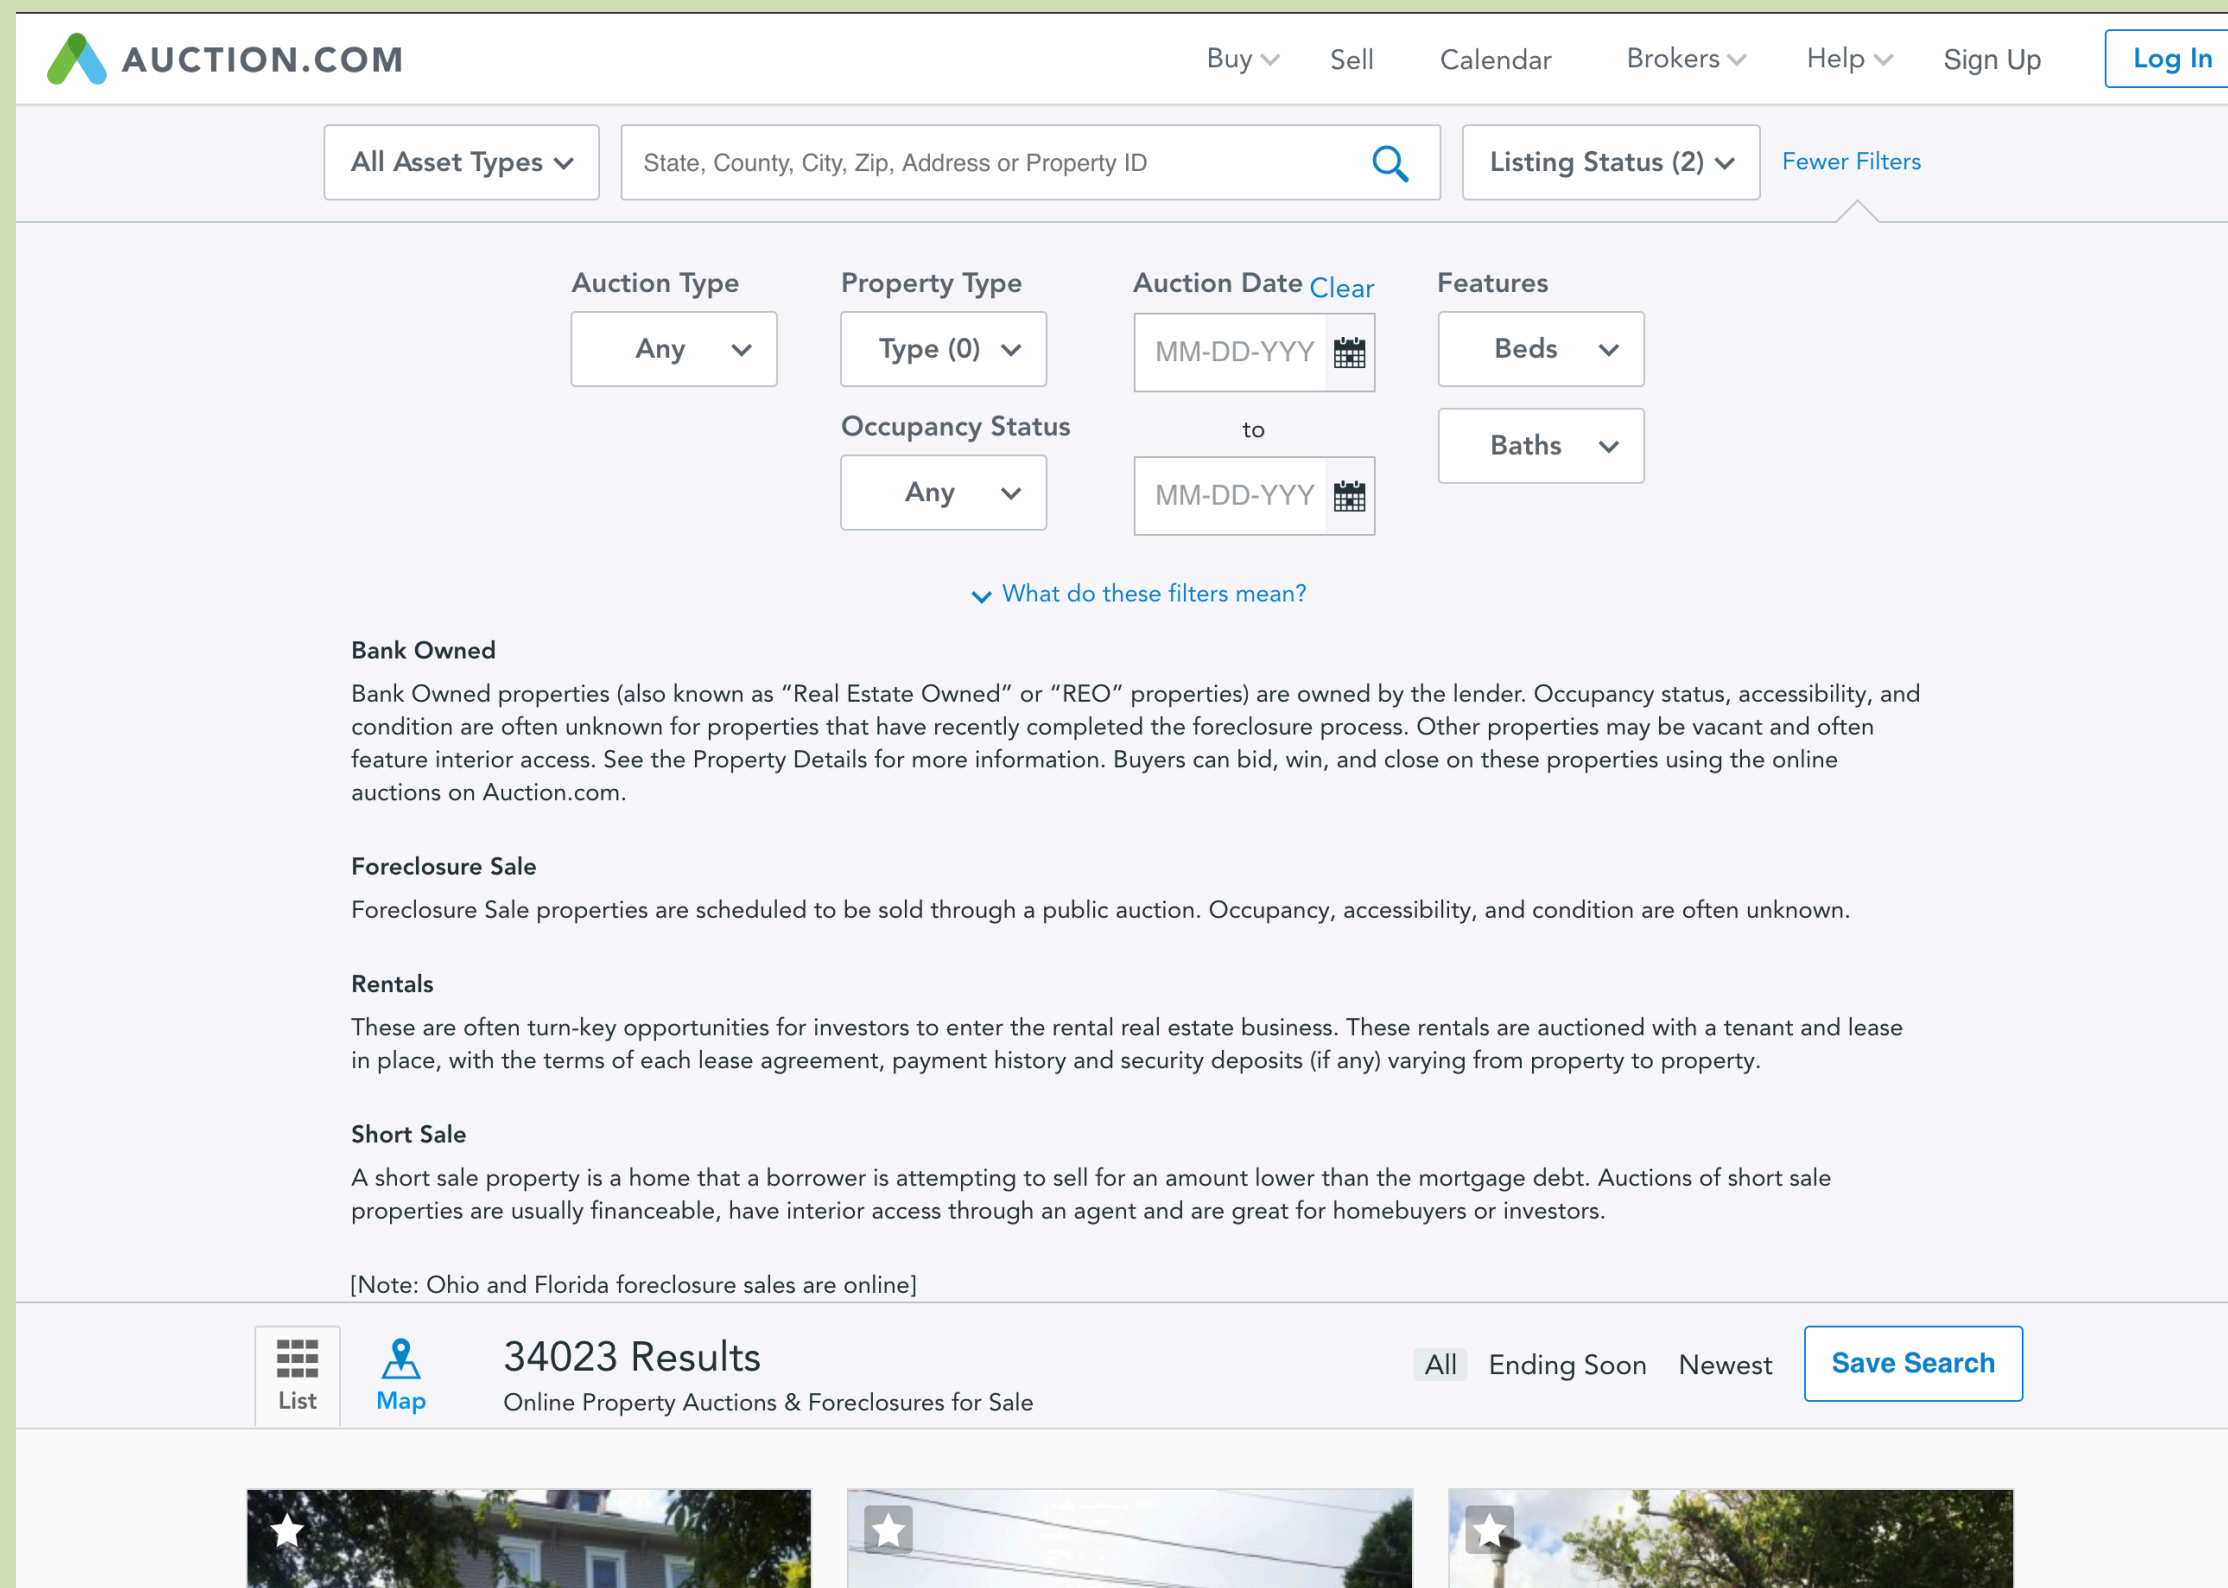 AUCTION.COM
Buy Sell Calendar Brokers Help Sign Up Log In
All Asset Types State, County, City, Zip, Address or Property ID Listing Status (2) Fewer Filters
Auction Type Property Type Auction Date Clear Features
Any Type (0) MM-DD-YYY Beds
Occupancy Status to Baths
Any MM-DD-YYY
What do these filters mean?
Bank Owned
Bank Owned properties (also known as “Real Estate Owned” or “REO” properties) are owned by the lender. Occupancy status, accessibility, and
condition are often unknown for properties that have recently completed the foreclosure process. Other properties may be vacant and often
feature interior access. See the Property Details for more information. Buyers can bid, win, and close on these properties using the online
auctions on Auction.com.
Foreclosure Sale
Foreclosure Sale properties are scheduled to be sold through a public auction. Occupancy, accessibility, and condition are often unknown.
Rentals
These are often turn-key opportunities for investors to enter the rental real estate business. These rentals are auctioned with a tenant and lease
in place, with the terms of each lease agreement, payment history and security deposits (if any) varying from property to property.
Short Sale
A short sale property is a home that a borrower is attempting to sell for an amount lower than the mortgage debt. Auctions of short sale
properties are usually financeable, have interior access through an agent and are great for homebuyers or investors.
[Note: Ohio and Florida foreclosure sales are online]
List Map 34023 Results All Ending Soon Newest Save Search
Online Property Auctions & Foreclosures for Sale